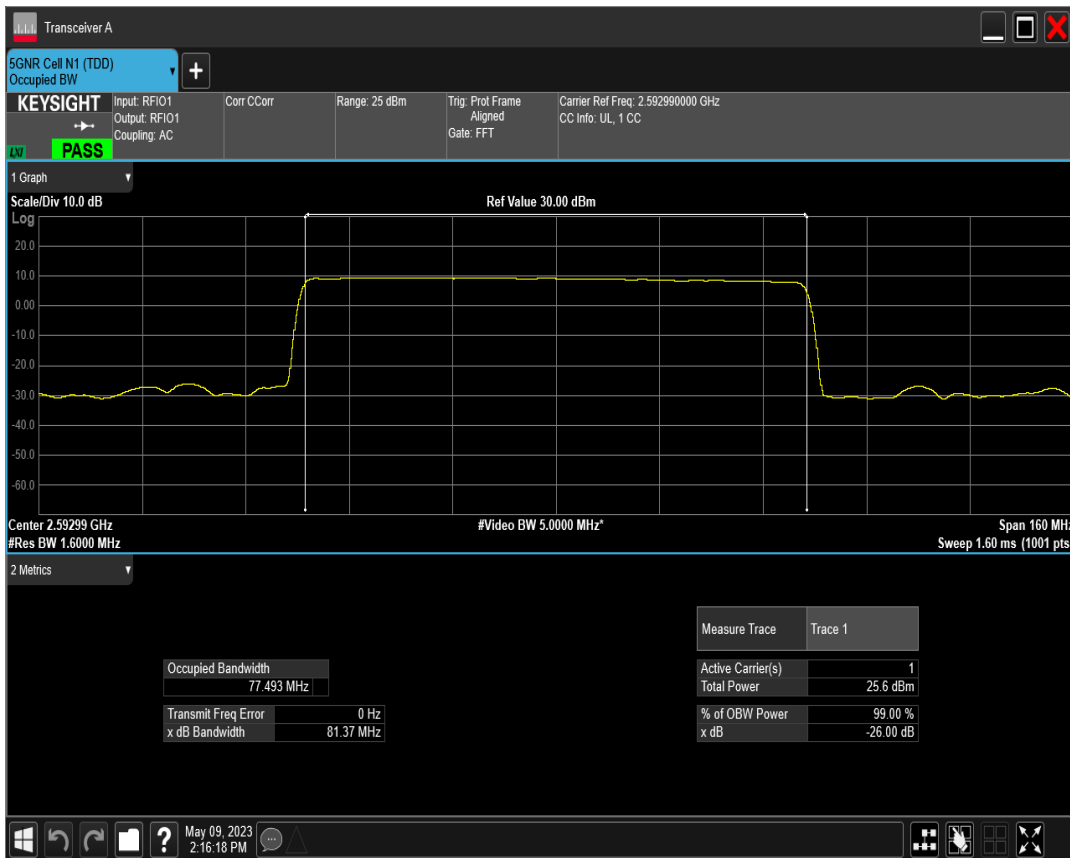 Transceiver A
5GNR Cell N1 (TDD)
Occupied BW
+
KEYSIGHT
LXI
PASS
Input: RFIO1
Output: RFIO1
Coupling: AC
Corr CCorr
Range: 25 dBm
Trig: Prot Frame
Aligned
Gate: FFT
Carrier Ref Freq: 2.592990000 GHz
CC Info: UL, 1 CC
1 Graph
Scale/Div 10.0 dB
Ref Value 30.00 dBm
Log
20.0
10.0
0.00
-10.0
-20.0
-30.0
-40.0
-50.0
-60.0
Center 2.59299 GHz
#Video BW 5.0000 MHz*
Span 160 MHz
#Res BW 1.6000 MHz
Sweep 1.60 ms (1001 pts
2 Metrics
Measure Trace Trace 1
Occupied Bandwidth
77.493 MHz
Active Carrier(s) 1
Total Power 25.6 dBm
Transmit Freq Error 0 Hz
x dB Bandwidth 81.37 MHz
% of OBW Power 99.00 %
x dB -26.00 dB
?
May 09, 2023
2:16:18 PM